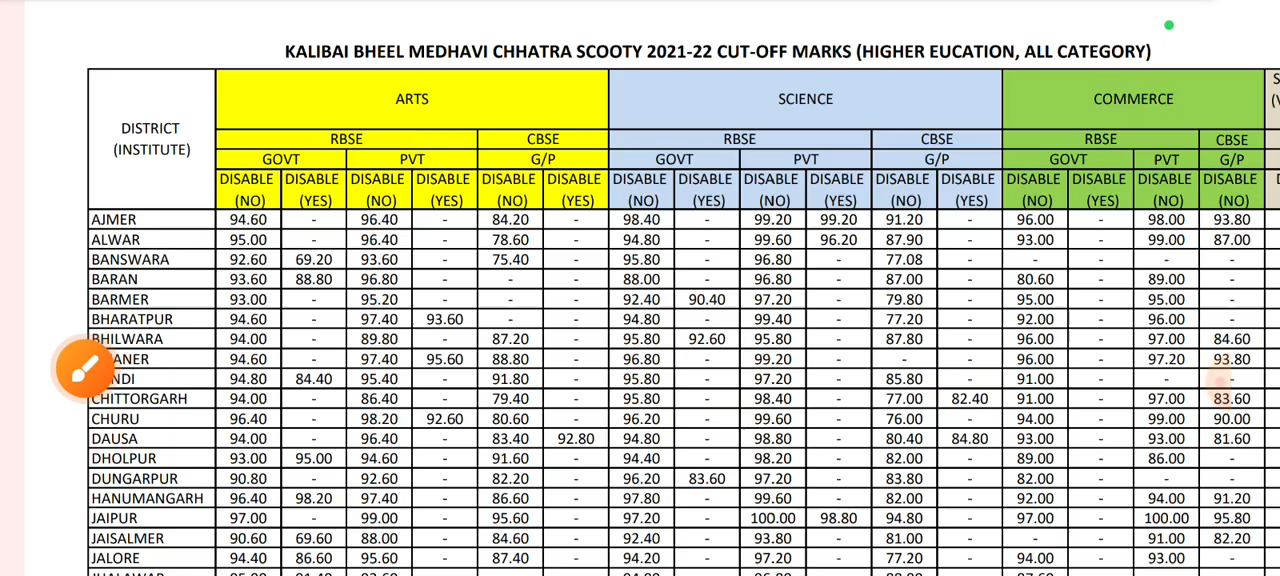 KALIBAI BHEEL MEDHAVI CHHATRA SCOOTY 2021-22 CUT-OFF MARKS (HIGHER EUCATION, ALL CATEGORY)
DISTRICT (INSTITUTE) ARTS SCIENCE COMMERCE
RBSE CBSE RBSE CBSE RBSE CBSE
GOVT PVT G/P GOVT PVT G/P GOVT PVT G/P
DISABLE DISABLE DISABLE DISABLE DISABLE DISABLE DISABLE DISABLE DISABLE DISABLE DISABLE DISABLE DISABLE DISABLE DISABLE DISABLE
(NO) (YES) (NO) (YES) (NO) (YES) (NO) (YES) (NO) (YES) (NO) (YES) (NO) (YES) (NO) (NO)
AJMER 94.60 - 96.40 - 84.20 - 98.40 - 99.20 99.20 91.20 - 96.00 - 98.00 93.80
ALWAR 95.00 - 96.40 - 78.60 - 94.80 - 99.60 96.20 87.90 - 93.00 - 99.00 87.00
BANSWARA 92.60 69.20 93.60 - 75.40 - 95.80 - 96.80 - 77.08 - - - - -
BARAN 93.60 88.80 96.80 - - - 88.00 - 96.80 - 87.00 - 80.60 - 89.00 -
BARMER 93.00 - 95.20 - - - 92.40 90.40 97.20 - 79.80 - 95.00 - 95.00 -
BHARATPUR 94.60 - 97.40 93.60 - - 94.80 - 99.40 - 77.20 - 92.00 - 96.00 -
BHILWARA 94.00 - 89.80 - 87.20 - 95.80 92.60 95.80 - 87.80 - 96.00 - 97.00 84.60
ANER 94.60 - 97.40 95.60 88.80 - 96.80 - 99.20 - - - 96.00 - 97.20 93.80
NDI 94.80 84.40 95.40 - 91.80 - 95.80 - 97.20 - 85.80 - 91.00 - - -
CHITTORGARH 94.00 - 86.40 - 79.40 - 95.80 - 98.40 - 77.00 82.40 91.00 - 97.00 83.60
CHURU 96.40 - 98.20 92.60 80.60 - 96.20 - 99.60 - 76.00 - 94.00 - 99.00 90.00
DAUSA 94.00 - 96.40 - 83.40 92.80 94.80 - 98.80 - 80.40 84.80 93.00 - 93.00 81.60
DHOLPUR 93.00 95.00 94.60 - 91.60 - 94.40 - 98.20 - 82.00 - 89.00 - 86.00 -
DUNGARPUR 90.80 - 92.60 - 82.20 - 96.20 83.60 97.20 - 83.80 - 82.00 - - -
HANUMANGARH 96.40 98.20 97.40 - 86.60 - 97.80 - 99.60 - 82.00 - 92.00 - 94.00 91.20
JAIPUR 97.00 - 99.00 - 95.60 - 97.20 - 100.00 98.80 94.80 - 97.00 - 100.00 95.80
JAISALMER 90.60 69.60 88.00 - 84.60 - 92.40 - 93.80 - 81.00 - - - 91.00 82.20
JALORE 94.40 86.60 95.60 - 87.40 - 94.20 - 97.20 - 77.20 - 94.00 - 93.00 -